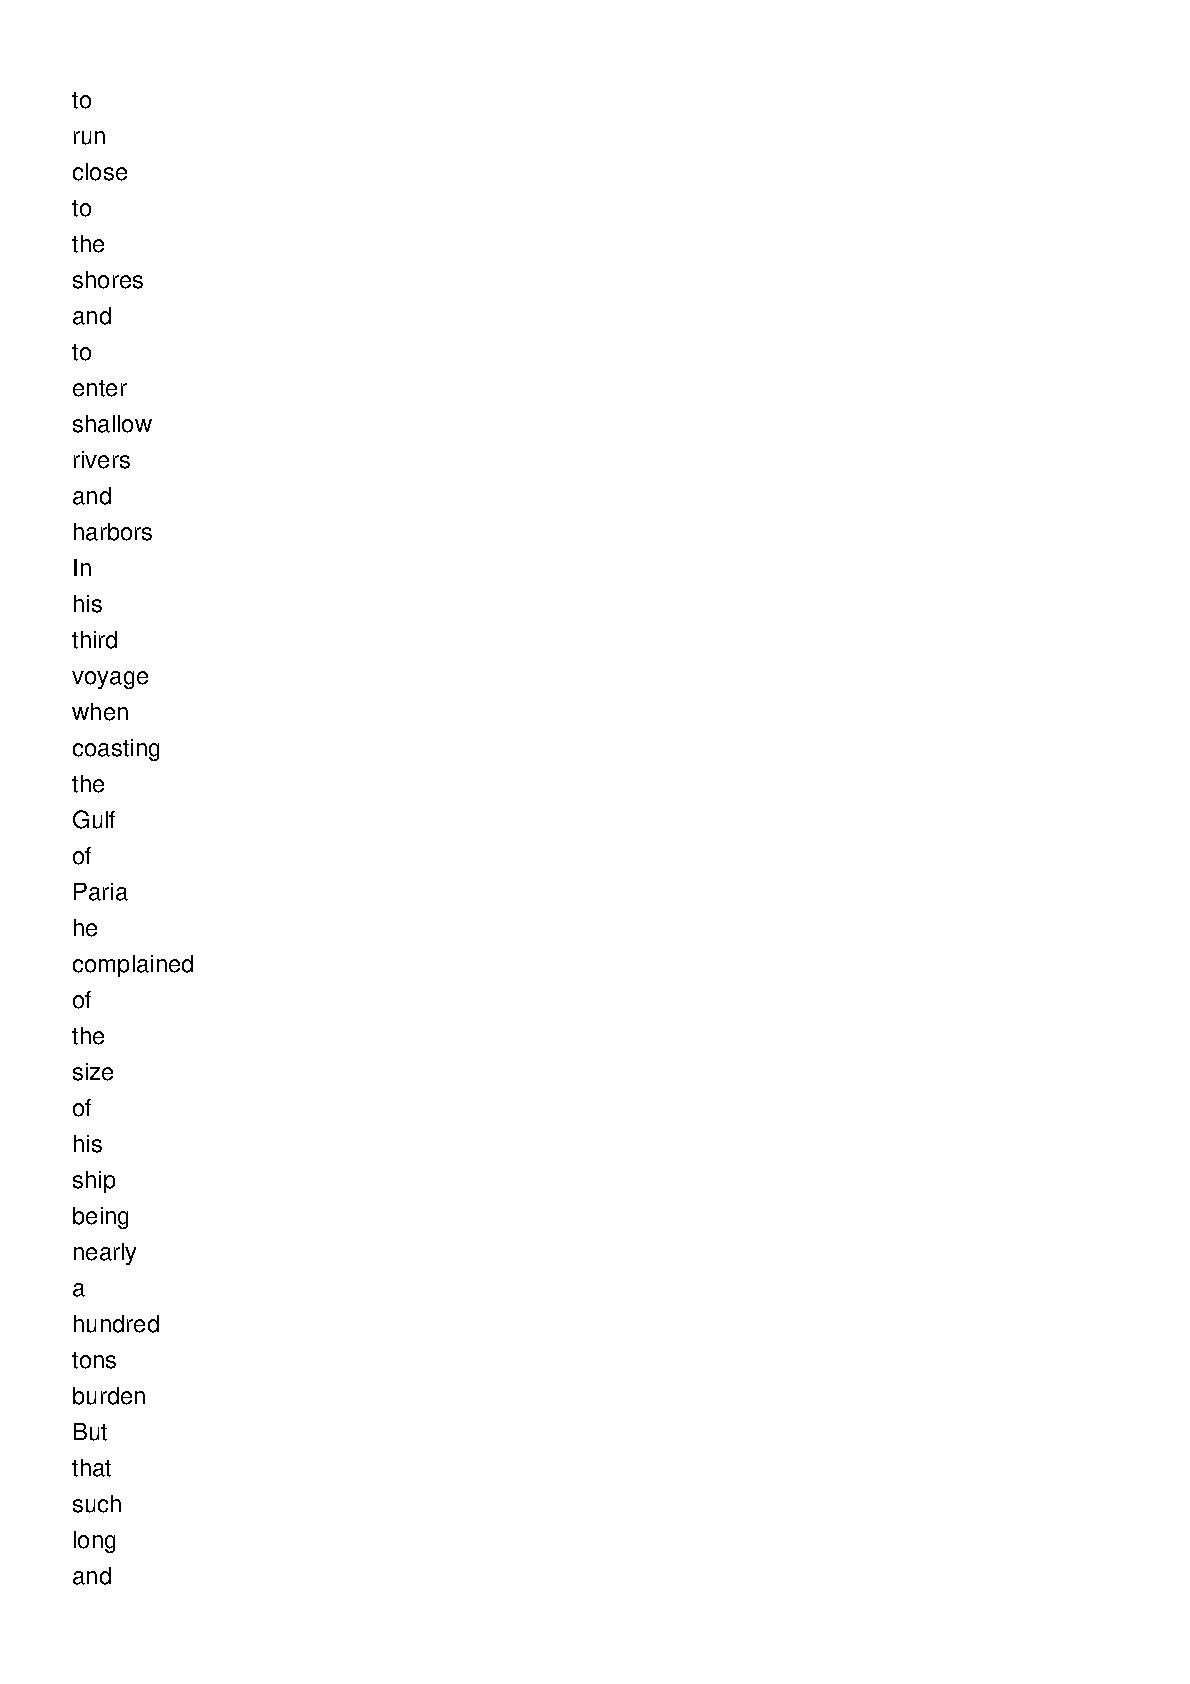 to
run
close
to
the
shores
and
to
enter
shallow
rivers
and
harbors
In
his
third
voyage
when
coasting
the
Gulf
of
Paria
he
complained
of
the
size
of
his
ship
being
nearly
a
hundred
tons
burden
But
that
such
long
and